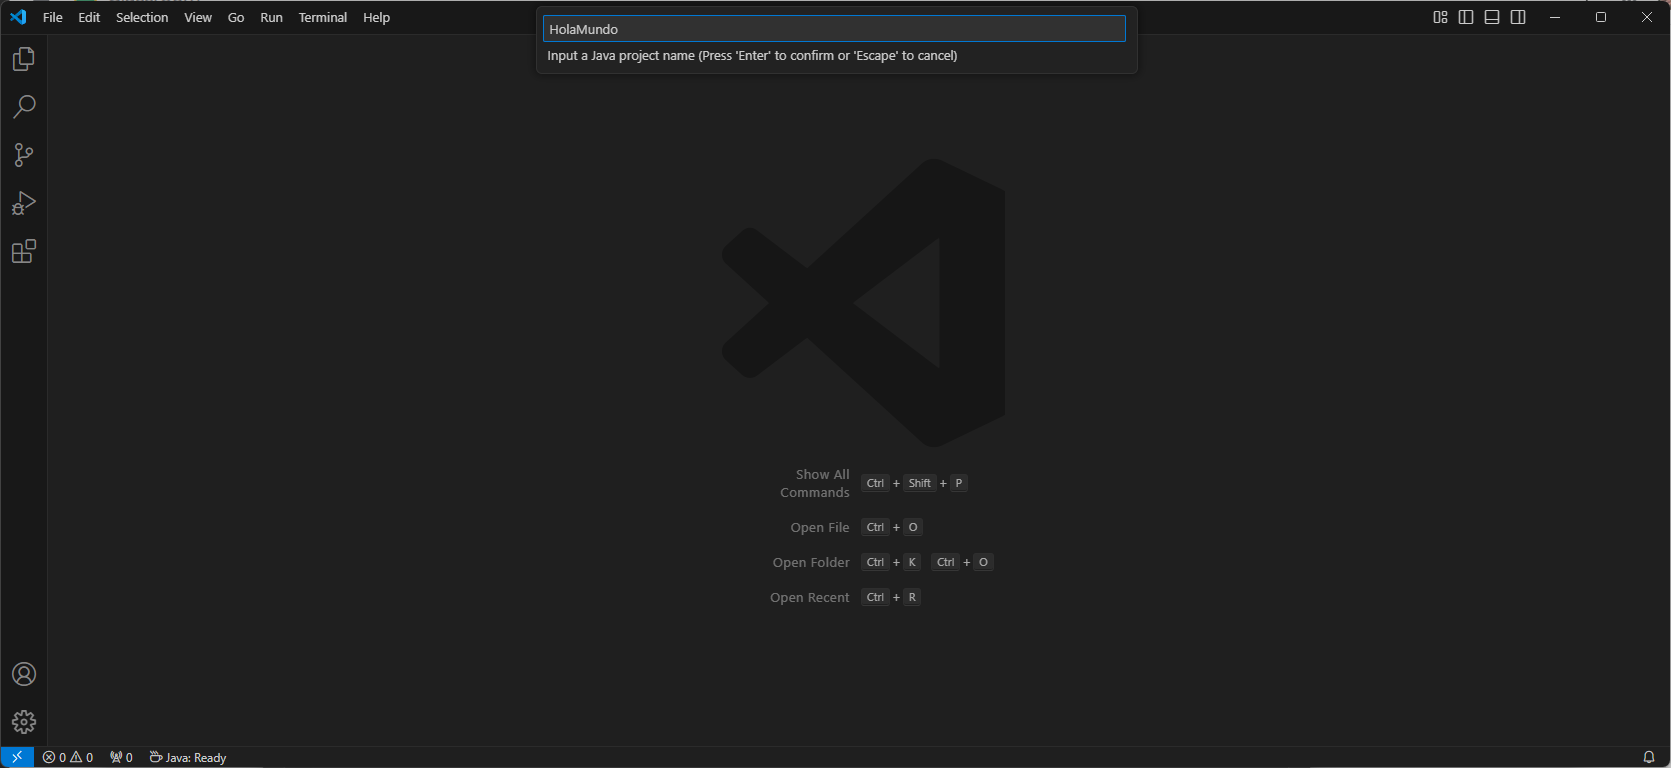 File Edit Selection View Go Run Terminal Help
HolaMundo
Input a Java project name (Press 'Enter' to confirm or 'Escape' to cancel)
Show All Commands Ctrl + Shift + P
Open File Ctrl + O
Open Folder Ctrl + K Ctrl + O
Open Recent Ctrl + R
0 0 0 Java: Ready